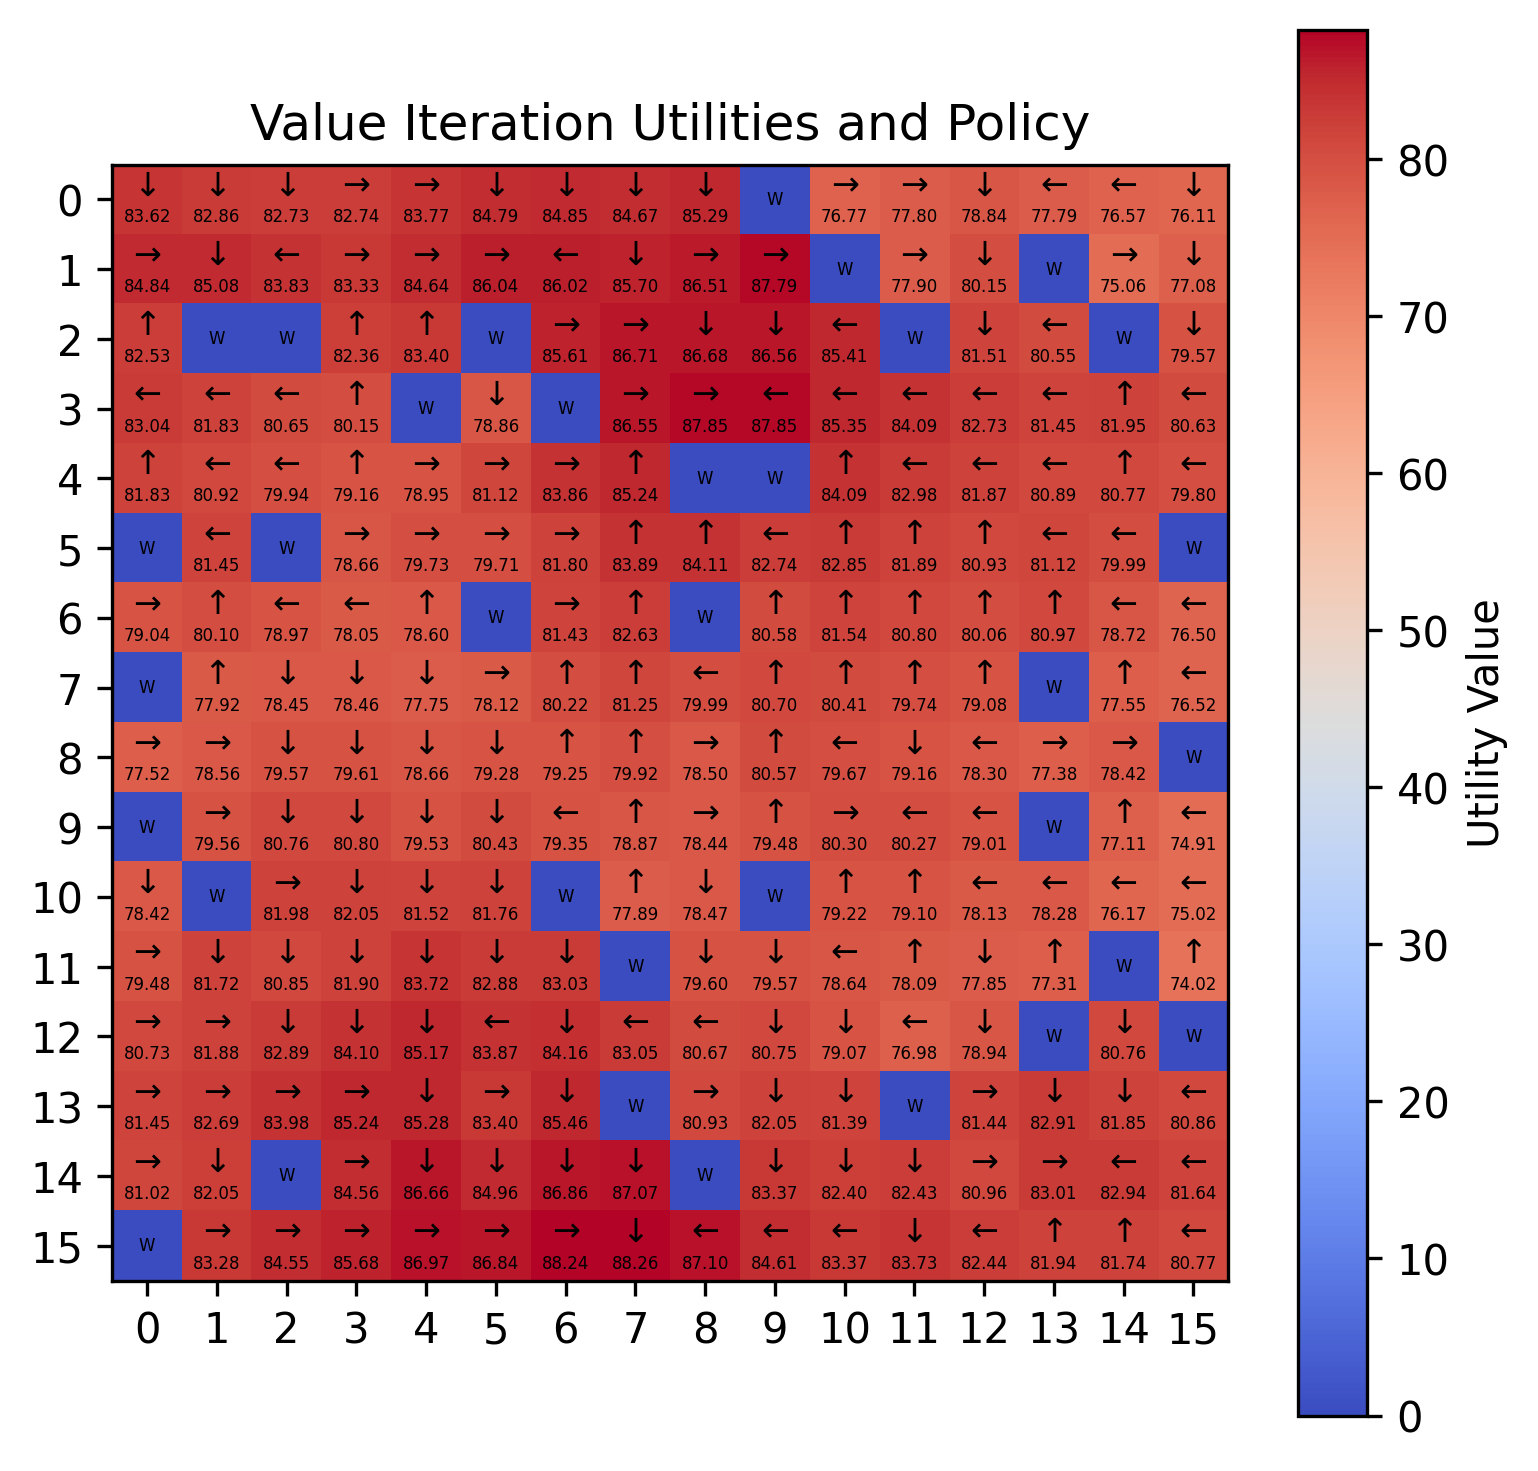 Value Iteration Utilities and Policy
0 ↓ ↓ ↓ → → ↓ ↓ ↓ ↓ W → → ↓ ← ← ↓
83.62 82.86 82.73 82.74 83.77 84.79 84.85 84.67 85.29 76.77 77.80 78.84 77.79 76.57 76.11
1 → ↓ ← → → → ← ↓ → → W → ↓ W → ↓
84.84 85.08 83.83 83.33 84.64 86.04 86.02 85.70 86.51 87.79 77.90 80.15 75.06 77.08
2 ↑ W W ↑ ↑ W → → ↓ ↓ ← W ↓ ← W ↓
82.53 82.36 83.40 85.61 86.71 86.68 86.56 85.41 81.51 80.55 79.57
3 ← ← ← ↑ W ↓ W → → ← ← ← ← ← ↑ ←
83.04 81.83 80.65 80.15 78.86 86.55 87.85 87.85 85.35 84.09 82.73 81.45 81.95 80.63
4 ↑ ← ← ↑ → → → ↑ W W ↑ ← ← ← ↑ ←
81.83 80.92 79.94 79.16 78.95 81.12 83.86 85.24 84.09 82.98 81.87 80.89 80.77 79.80
5 W ← W → → → → ↑ ↑ ← ↑ ↑ ↑ ← ← W
81.45 78.66 79.73 79.71 81.80 83.89 84.11 82.74 82.85 81.89 80.93 81.12 79.99
6 → ↑ ← ← ↑ W → ↑ W ↑ ↑ ↑ ↑ ↑ ← ←
79.04 80.10 78.97 78.05 78.60 81.43 82.63 80.58 81.54 80.80 80.06 80.97 78.72 76.50
7 W ↑ ↓ ↓ ↓ → ↑ ↑ ← ↑ ↑ ↑ ↑ W ↑ ←
77.92 78.45 78.46 77.75 78.12 80.22 81.25 79.99 80.70 80.41 79.74 79.08 77.55 76.52
8 → → ↓ ↓ ↓ ↓ ↑ ↑ → ↑ ← ↓ ← → → W
77.52 78.56 79.57 79.61 78.66 79.28 79.25 79.92 78.50 80.57 79.67 79.16 78.30 77.38 78.42
9 W → ↓ ↓ ↓ ↓ ← ↑ → ↑ → ← ← W ↑ ←
79.56 80.76 80.80 79.53 80.43 79.35 78.87 78.44 79.48 80.30 80.27 79.01 77.11 74.91
10 ↓ W → ↓ ↓ ↓ W ↑ ↓ W ↑ ↑ ← ← ← ←
78.42 81.98 82.05 81.52 81.76 77.89 78.47 79.22 79.10 78.13 78.28 76.17 75.02
11 → ↓ ↓ ↓ ↓ ↓ ↓ W ↓ ↓ ← ↑ ↓ ↑ W ↑
79.48 81.72 80.85 81.90 83.72 82.88 83.03 79.60 79.57 78.64 78.09 77.85 77.31 74.02
12 → → ↓ ↓ ↓ ← ↓ ← ← ↓ ↓ ← ↓ W ↓ W
80.73 81.88 82.89 84.10 85.17 83.87 84.16 83.05 80.67 80.75 79.07 76.98 78.94 80.76
13 → → → → ↓ → ↓ W → ↓ ↓ W → ↓ ↓ ←
81.45 82.69 83.98 85.24 85.28 83.40 85.46 80.93 82.05 81.39 81.44 82.91 81.85 80.86
14 → ↓ W → ↓ ↓ ↓ ↓ W ↓ ↓ ↓ → → ← ←
81.02 82.05 84.56 86.66 84.96 86.86 87.07 83.37 82.40 82.43 80.96 83.01 82.94 81.64
15 W → → → → → → ↓ ← ← ← ↓ ← ↑ ↑ ←
83.28 84.55 85.68 86.97 86.84 88.24 88.26 87.10 84.61 83.37 83.73 82.44 81.94 81.74 80.77
0 1 2 3 4 5 6 7 8 9 10 11 12 13 14 15
80
70
60
50
40
30
20
10
0
Utility Value